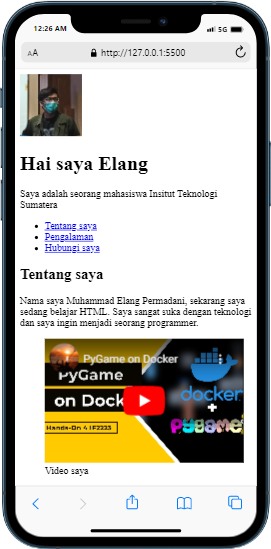 12:26 AM
5G
AA
http://127.0.0.1:5500
Hai saya Elang
Saya adalah seorang mahasiswa Insitut Teknologi
Sumatera
Tentang saya
Pengalaman
Hubungi saya
Tentang saya
Nama saya Muhammad Elang Permadani, sekarang saya
sedang belajar HTML. Saya sangat suka dengan teknologi
dan saya ingin menjadi seorang programmer.
PyGame on Docker
PyGame
on Dock
docker
+
pygame
Hands-On 4 IF2223
Video saya